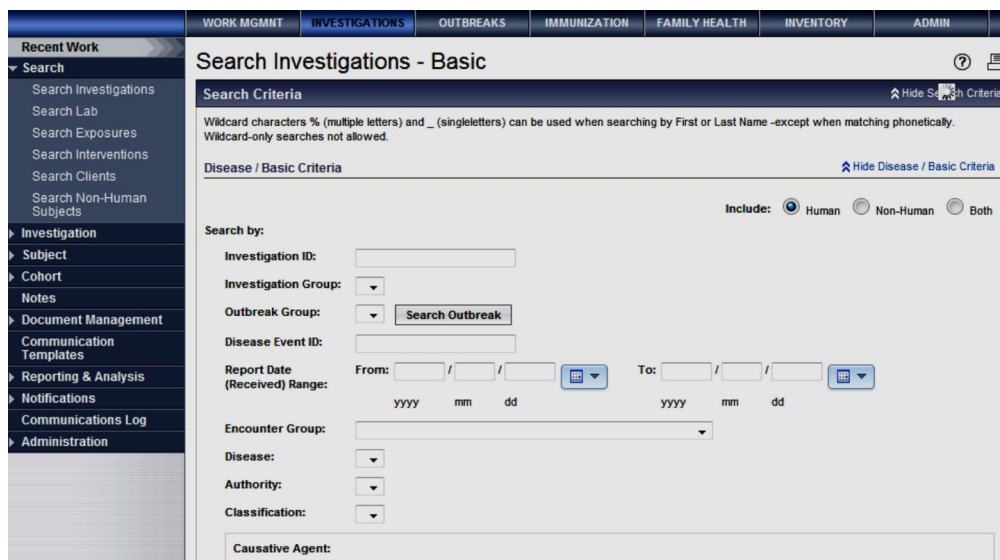 WORK MGMNT INVESTIGATIONS OUTBREAKS IMMUNIZATION FAMILY HEALTH INVENTORY ADMIN
Recent Work
Search
Search Investigations
Search Lab
Search Exposures
Search Interventions
Search Clients
Search Non-Human
Subjects
Investigation
Subject
Cohort
Notes
Document Management
Communication
Templates
Reporting & Analysis
Notifications
Communications Log
Administration
Search Investigations - Basic
Search Criteria
Hide Criteria
Wildcard characters % (multiple letters) and _ (singleletters) can be used when searching by First or Last Name -except when matching phonetically.
Wildcard-only searches not allowed.
Disease / Basic Criteria Hide Disease / Basic Criteria
Include: Human Non-Human Both
Search by:
Investigation ID:
Investigation Group:
Outbreak Group: Search Outbreak
Disease Event ID:
Report Date
(Received) Range: From: / / To: / /
yyyy mm dd yyyy mm dd
Encounter Group:
Disease:
Authority:
Classification:
Causative Agent: